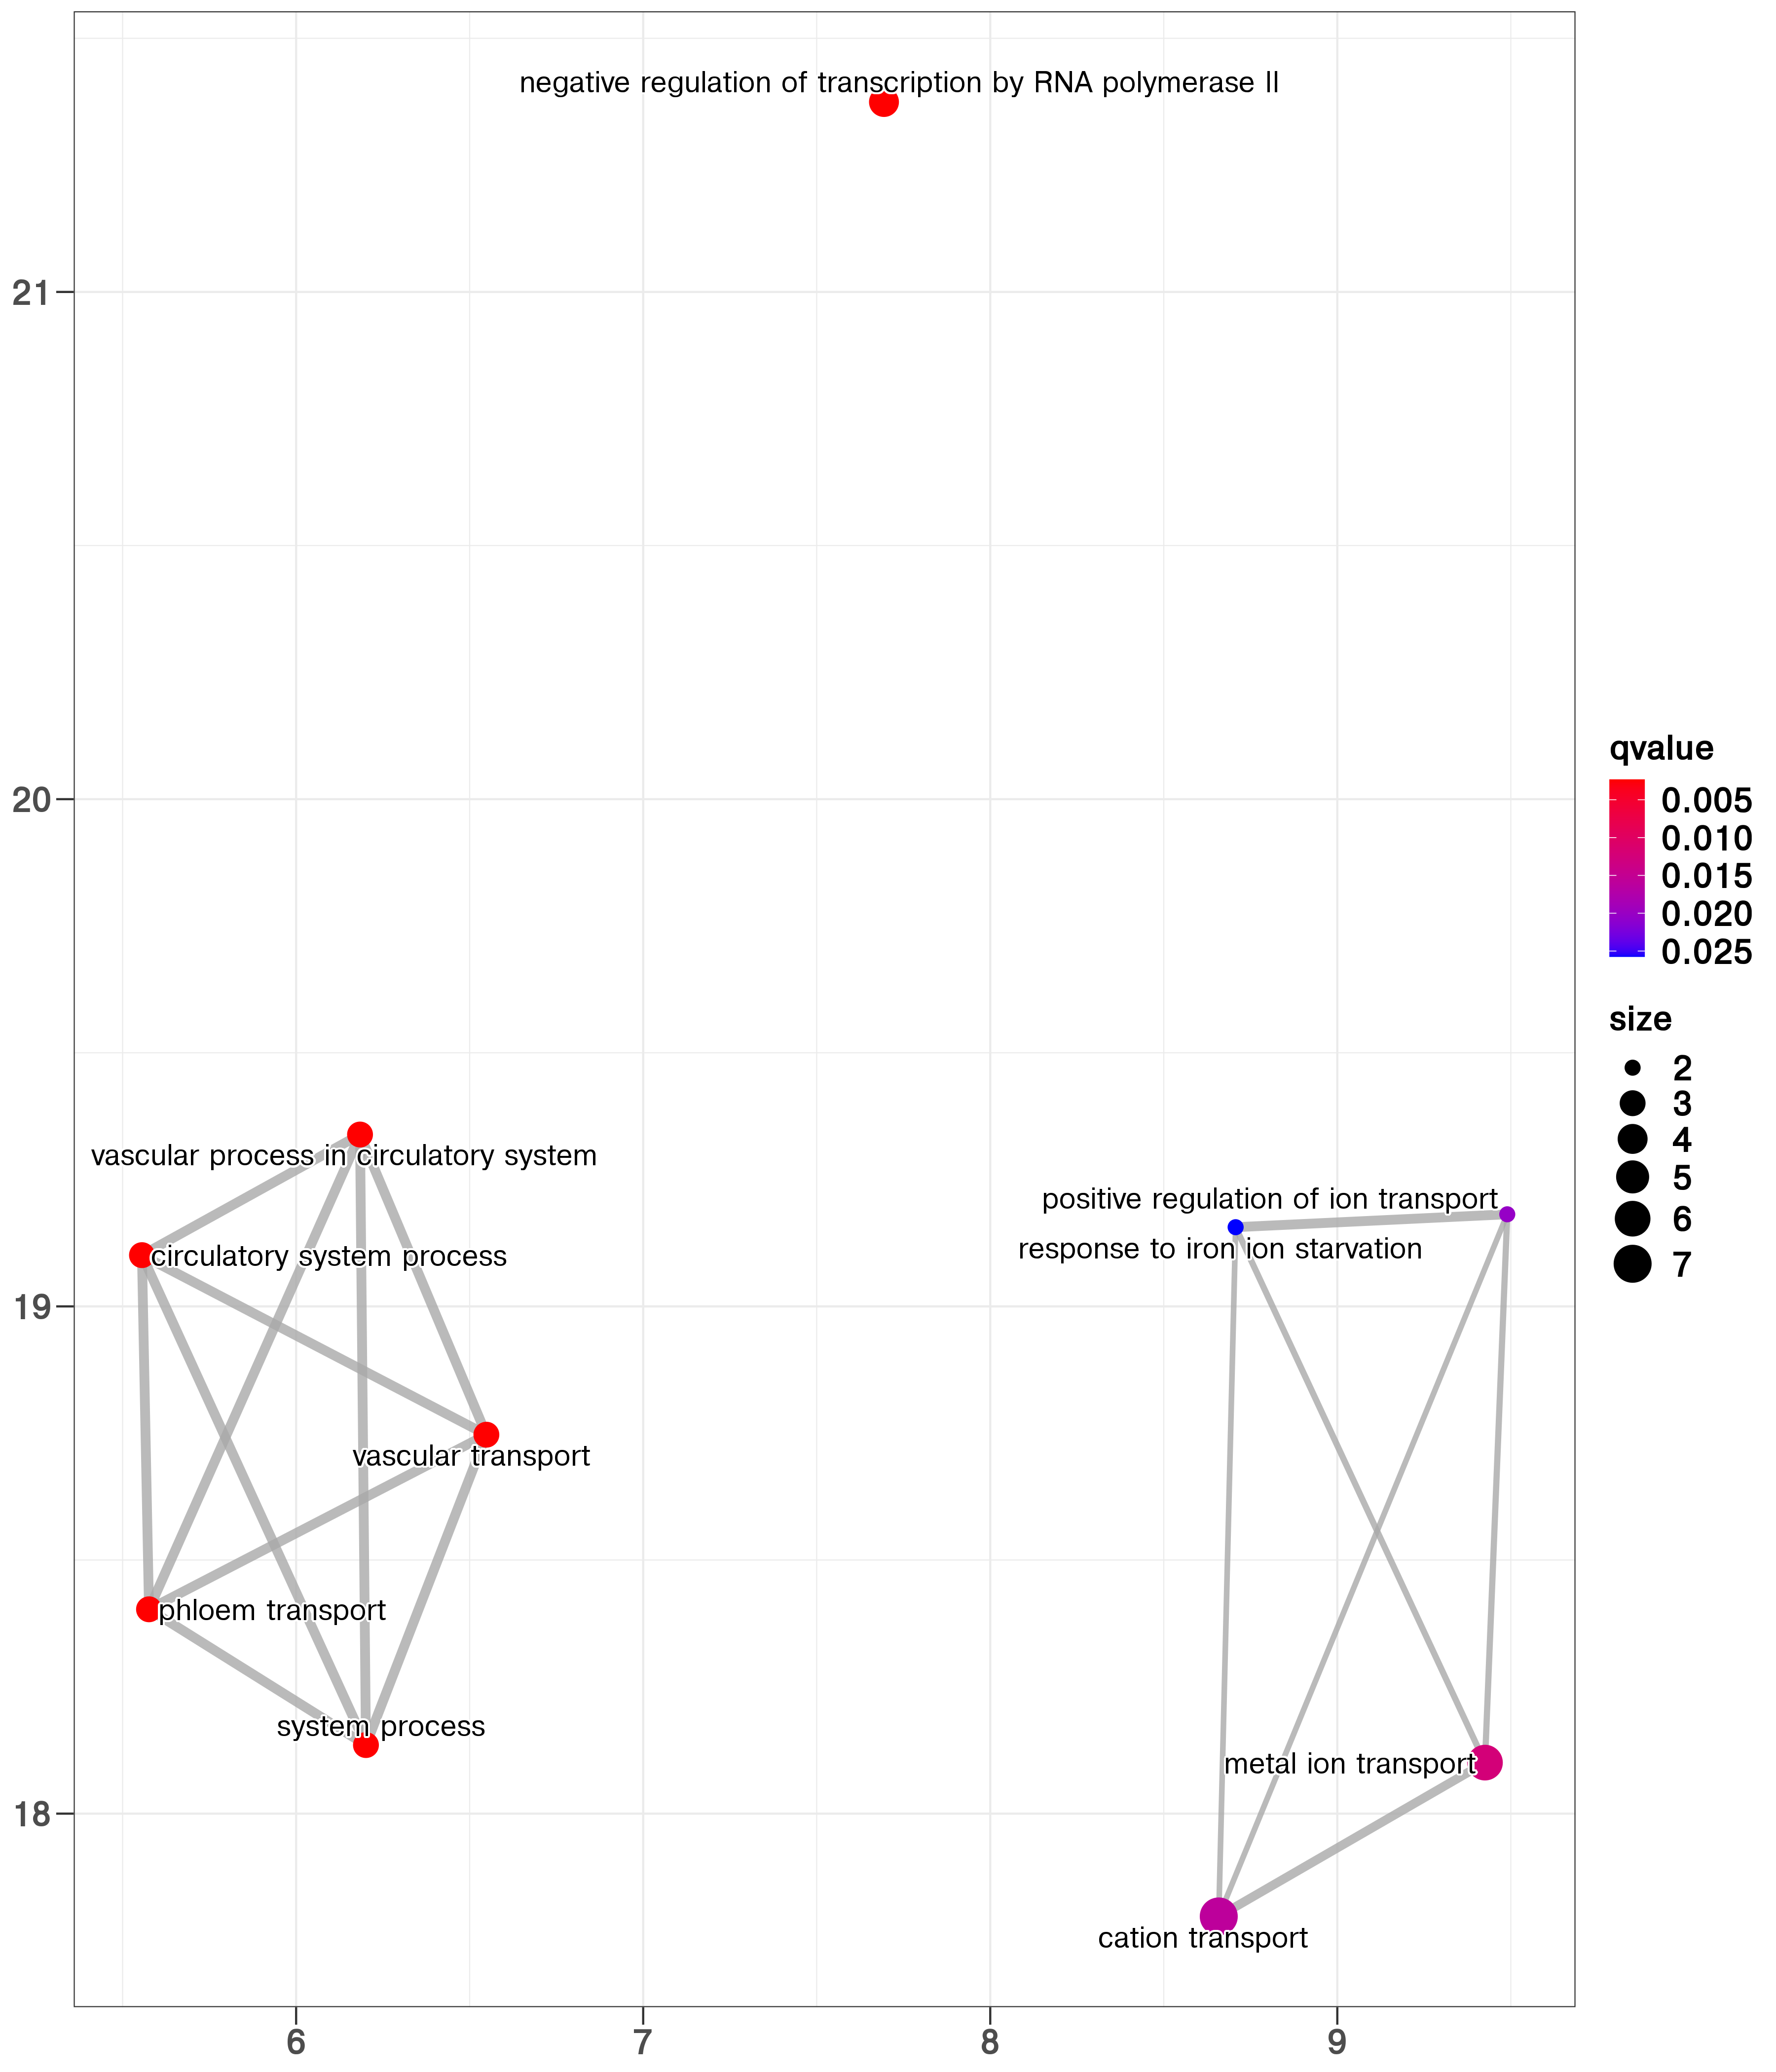 negative regulation of transcription by RNA polymerase II
21
20
19
18
vascular process in circulatory system
circulatory system process
vascular transport
phloem transport
system process
positive regulation of ion transport
response to iron ion starvation
metal ion transport
cation transport
6
7
8
9
qvalue
0.005
0.010
0.015
0.020
0.025
size
2
3
4
5
6
7